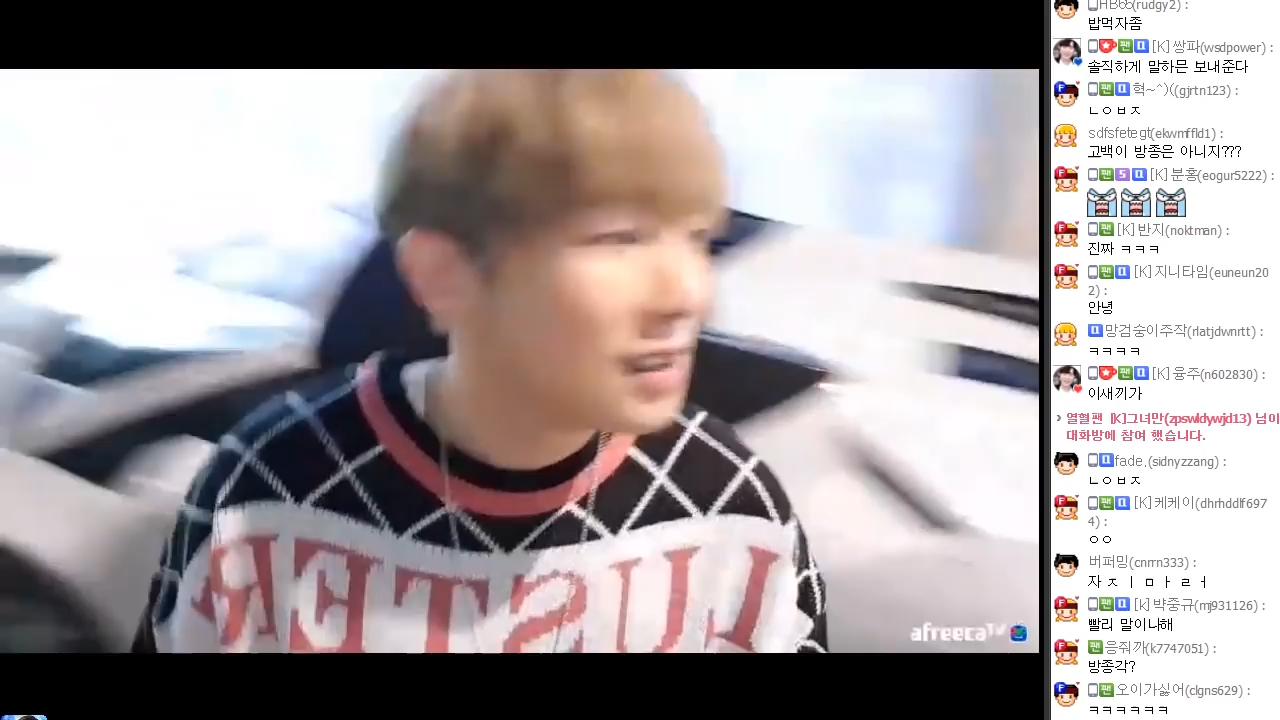 HB66(rudgy2) :
밥먹자좀
[K] 쌍파(wsdpower) :
솔직하게 말하믄 보내준다
혁~^)((gjrtn123) :
ㄴㅇㅂㅈ
sdfsfetegt(ekwmffld1) :
고백이 방종은 아니지???
[K] 분홍(eogur5222) :
[K] 반지(noktman) :
진짜 ㅋㅋㅋ
[K] 지니타임(euneun20
2) :
안녕
망검숭이주작(rlatjdwnrtt) :
ㅋㅋㅋㅋ
[K] 융주(n602830) :
이새끼가
열혈팬 [K]그녀만(zpswldywjd13) 님이
대화방에 참여 했습니다.
fade,(sidnyzzang) :
ㄴㅇㅂㅈ
[K] 케케이(dhrhddlf697
4) :
ㅇㅇ
버퍼밍(cnrrn333) :
자 ㅈ ㅣ ㅁ ㅏ ㄹ ㅓ
[k] 박중규(mj931126) :
빨리 말이나해
응줘까(k7747051) :
방종각?
오이가싫어(clgns629) :
ㅋㅋㅋㅋㅋㅋ
LUSTER
afreecaTV